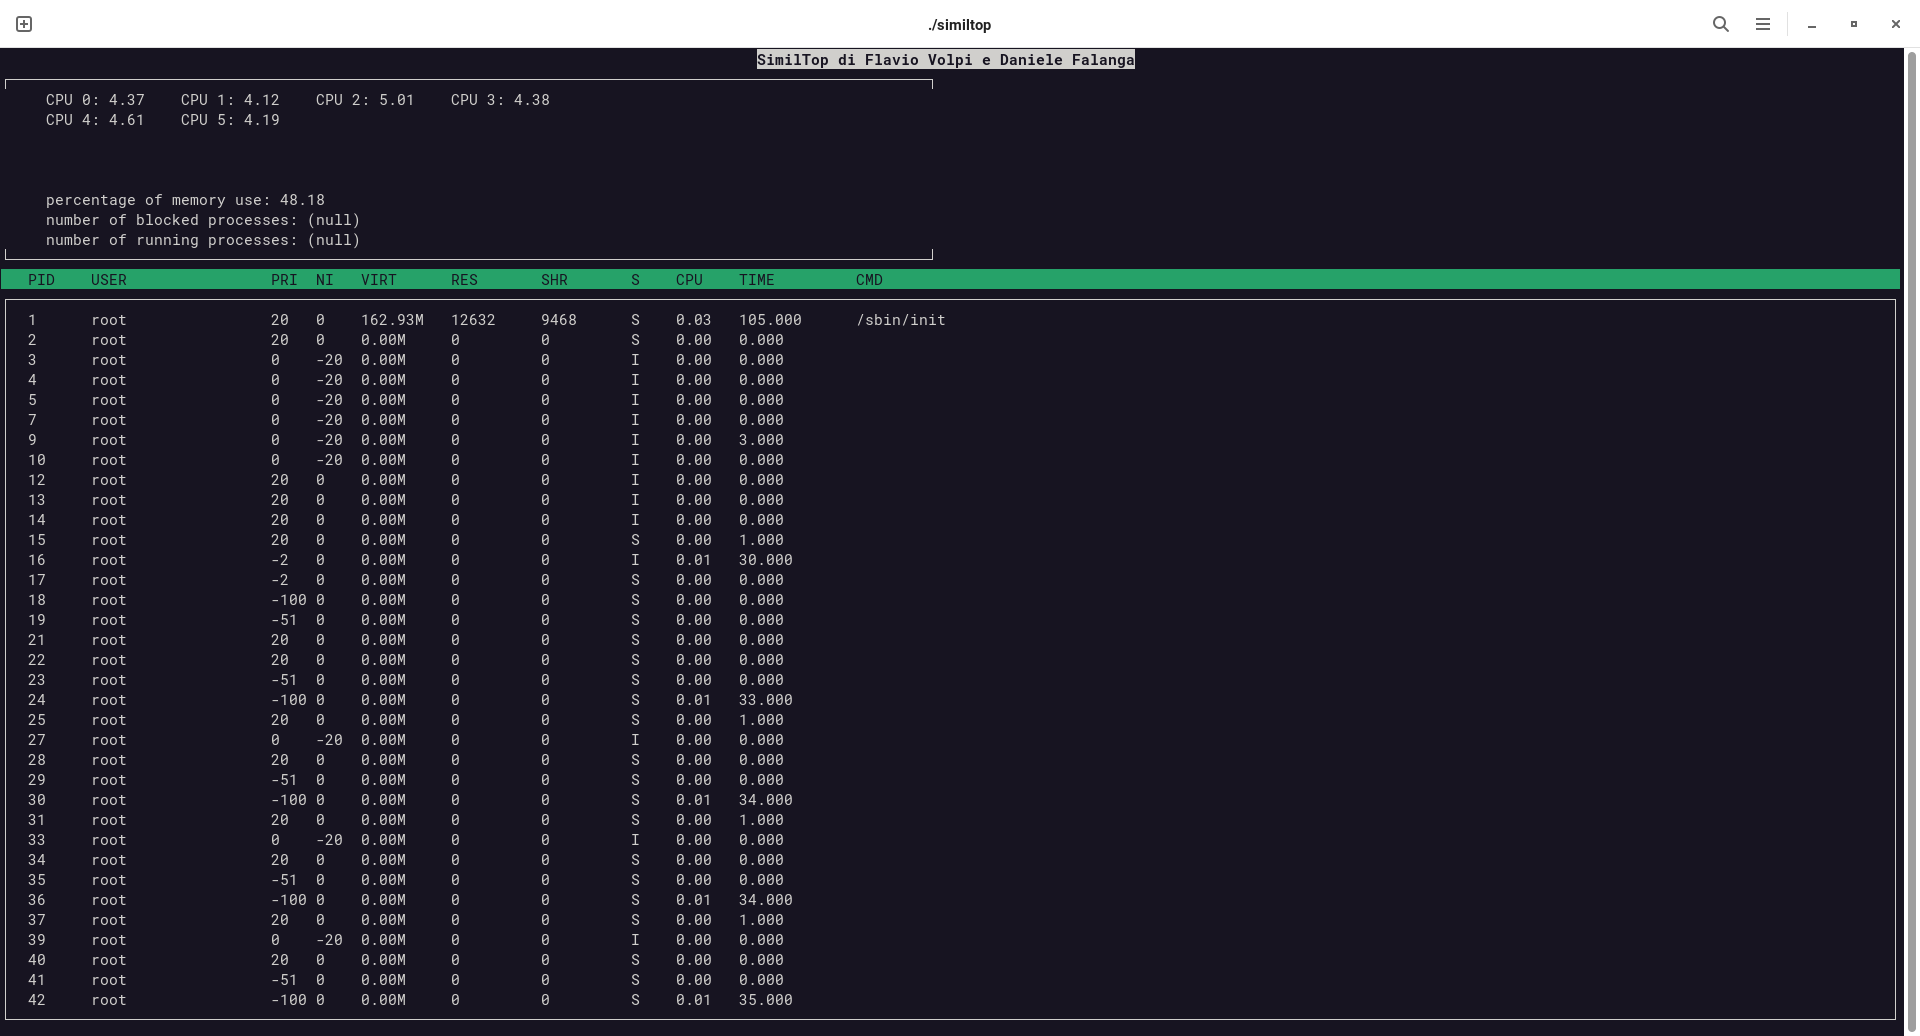 ./similtop
SimilTop di Flavio Volpi e Daniele Falanga
CPU 0: 4.37 CPU 1: 4.12 CPU 2: 5.01 CPU 3: 4.38
CPU 4: 4.61 CPU 5: 4.19
percentage of memory use: 48.18
number of blocked processes: (null)
number of running processes: (null)
PID USER PRI NI VIRT RES SHR S CPU TIME CMD
1 root 20 0 162.93M 12632 9468 S 0.03 105.000 /sbin/init
2 root 20 0 0.00M 0 0 S 0.00 0.000
3 root 0 -20 0.00M 0 0 I 0.00 0.000
4 root 0 -20 0.00M 0 0 I 0.00 0.000
5 root 0 -20 0.00M 0 0 I 0.00 0.000
7 root 0 -20 0.00M 0 0 I 0.00 0.000
9 root 0 -20 0.00M 0 0 I 0.00 3.000
10 root 0 -20 0.00M 0 0 I 0.00 0.000
12 root 20 0 0.00M 0 0 I 0.00 0.000
13 root 20 0 0.00M 0 0 I 0.00 0.000
14 root 20 0 0.00M 0 0 I 0.00 0.000
15 root 20 0 0.00M 0 0 S 0.00 1.000
16 root -2 0 0.00M 0 0 I 0.01 30.000
17 root -2 0 0.00M 0 0 S 0.00 0.000
18 root -100 0 0.00M 0 0 S 0.00 0.000
19 root -51 0 0.00M 0 0 S 0.00 0.000
21 root 20 0 0.00M 0 0 S 0.00 0.000
22 root 20 0 0.00M 0 0 S 0.00 0.000
23 root -51 0 0.00M 0 0 S 0.00 0.000
24 root -100 0 0.00M 0 0 S 0.01 33.000
25 root 20 0 0.00M 0 0 S 0.00 1.000
27 root 0 -20 0.00M 0 0 I 0.00 0.000
28 root 20 0 0.00M 0 0 S 0.00 0.000
29 root -51 0 0.00M 0 0 S 0.00 0.000
30 root -100 0 0.00M 0 0 S 0.01 34.000
31 root 20 0 0.00M 0 0 S 0.00 1.000
33 root 0 -20 0.00M 0 0 I 0.00 0.000
34 root 20 0 0.00M 0 0 S 0.00 0.000
35 root -51 0 0.00M 0 0 S 0.00 0.000
36 root -100 0 0.00M 0 0 S 0.01 34.000
37 root 20 0 0.00M 0 0 S 0.00 1.000
39 root 0 -20 0.00M 0 0 I 0.00 0.000
40 root 20 0 0.00M 0 0 S 0.00 0.000
41 root -51 0 0.00M 0 0 S 0.00 0.000
42 root -100 0 0.00M 0 0 S 0.01 35.000